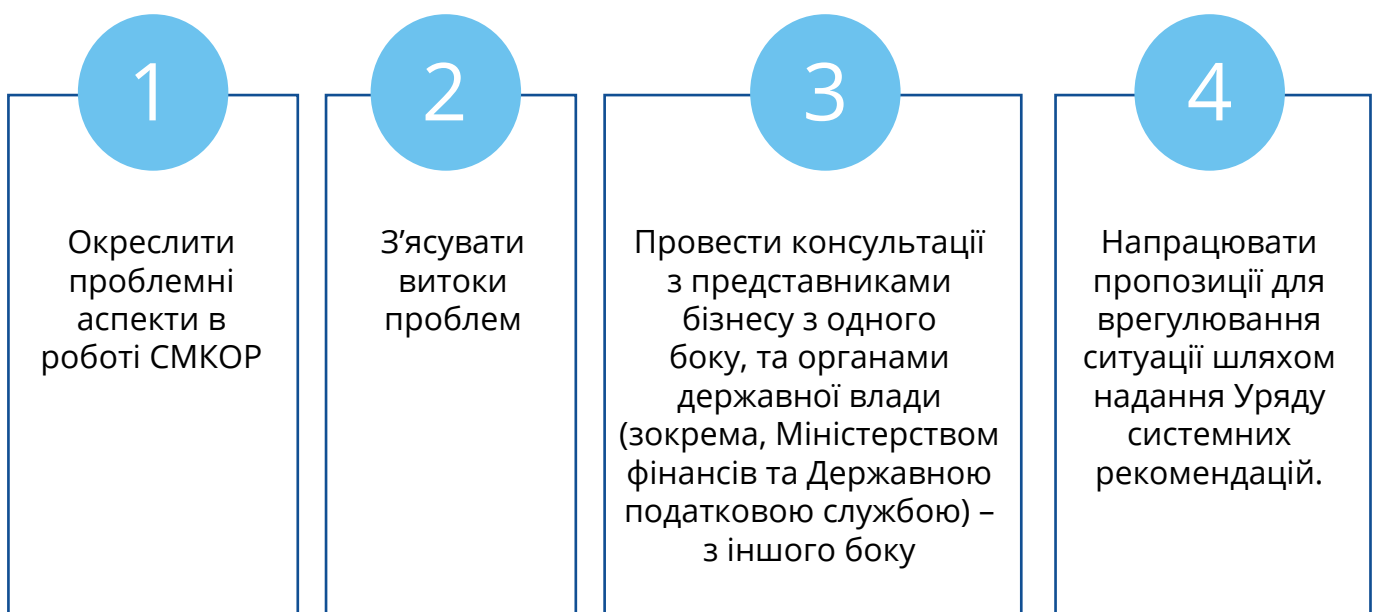 1
Окреслити
проблемні
аспекти в
роботі СМКОР
2
З’ясувати
витоки
проблем
3
Провести консультації
з представниками
бізнесу з одного
боку, та органами
державної влади
(зокрема, Міністерством
фінансів та Державною
податковою службою) –
з іншого боку
4
Напрацювати
пропозиції для
врегулювання
ситуації шляхом
надання Уряду
системних
рекомендацій.